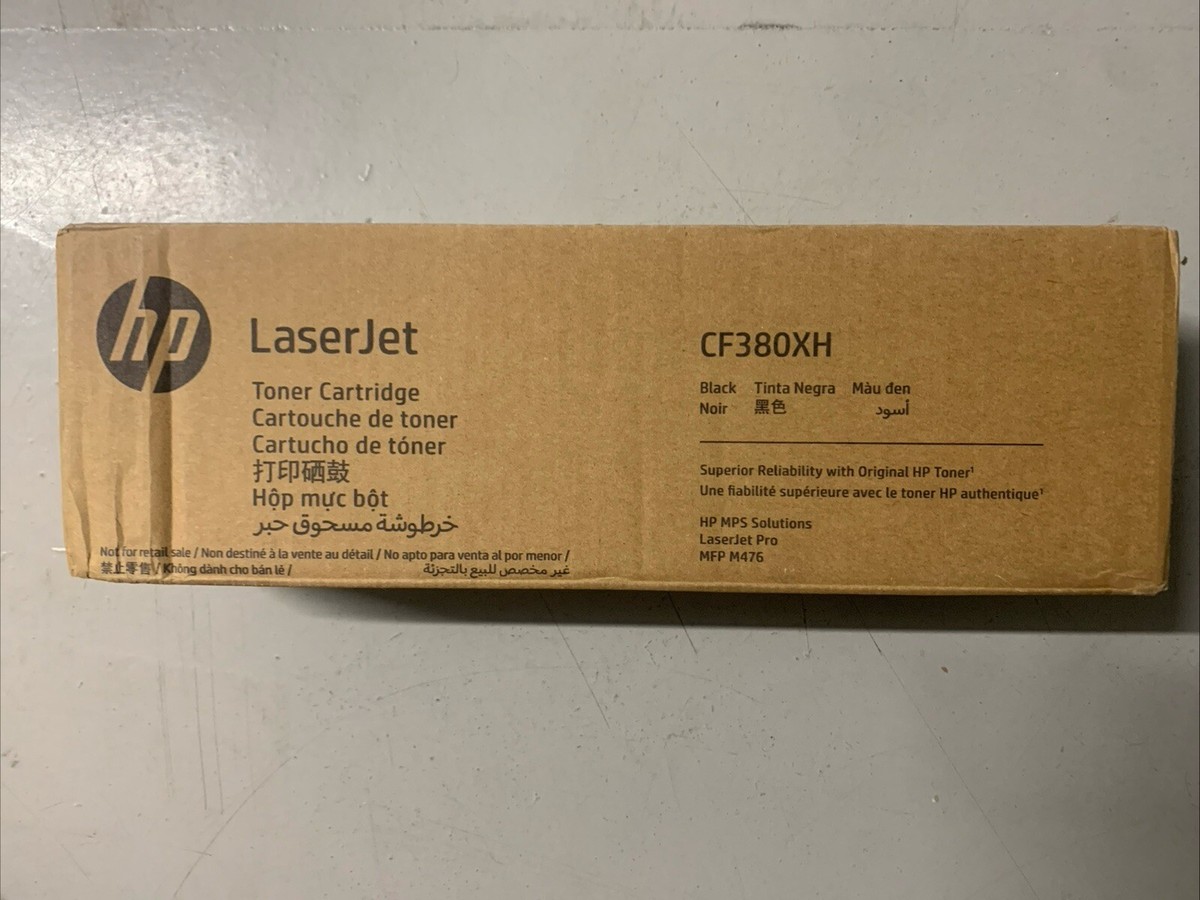 hp
LaserJet
Toner Cartridge
Cartouche de toner
Cartucho de tóner
打印硒鼓
Hộp mực bột
خرطوشة مسحوق حبر
Not for retail sale / Non destiné à la vente au détail / No apto para venta al por menor /
禁止零售 / Không dành cho bán lẻ / غير مخصص للبيع بالتجزئة
CF380XH
Black Tinta Negra Màu đen
Noir 黑色 أسود
Superior Reliability with Original HP Toner¹
Une fiabilité supérieure avec le toner HP authentique¹
HP MPS Solutions
LaserJet Pro
MFP M476